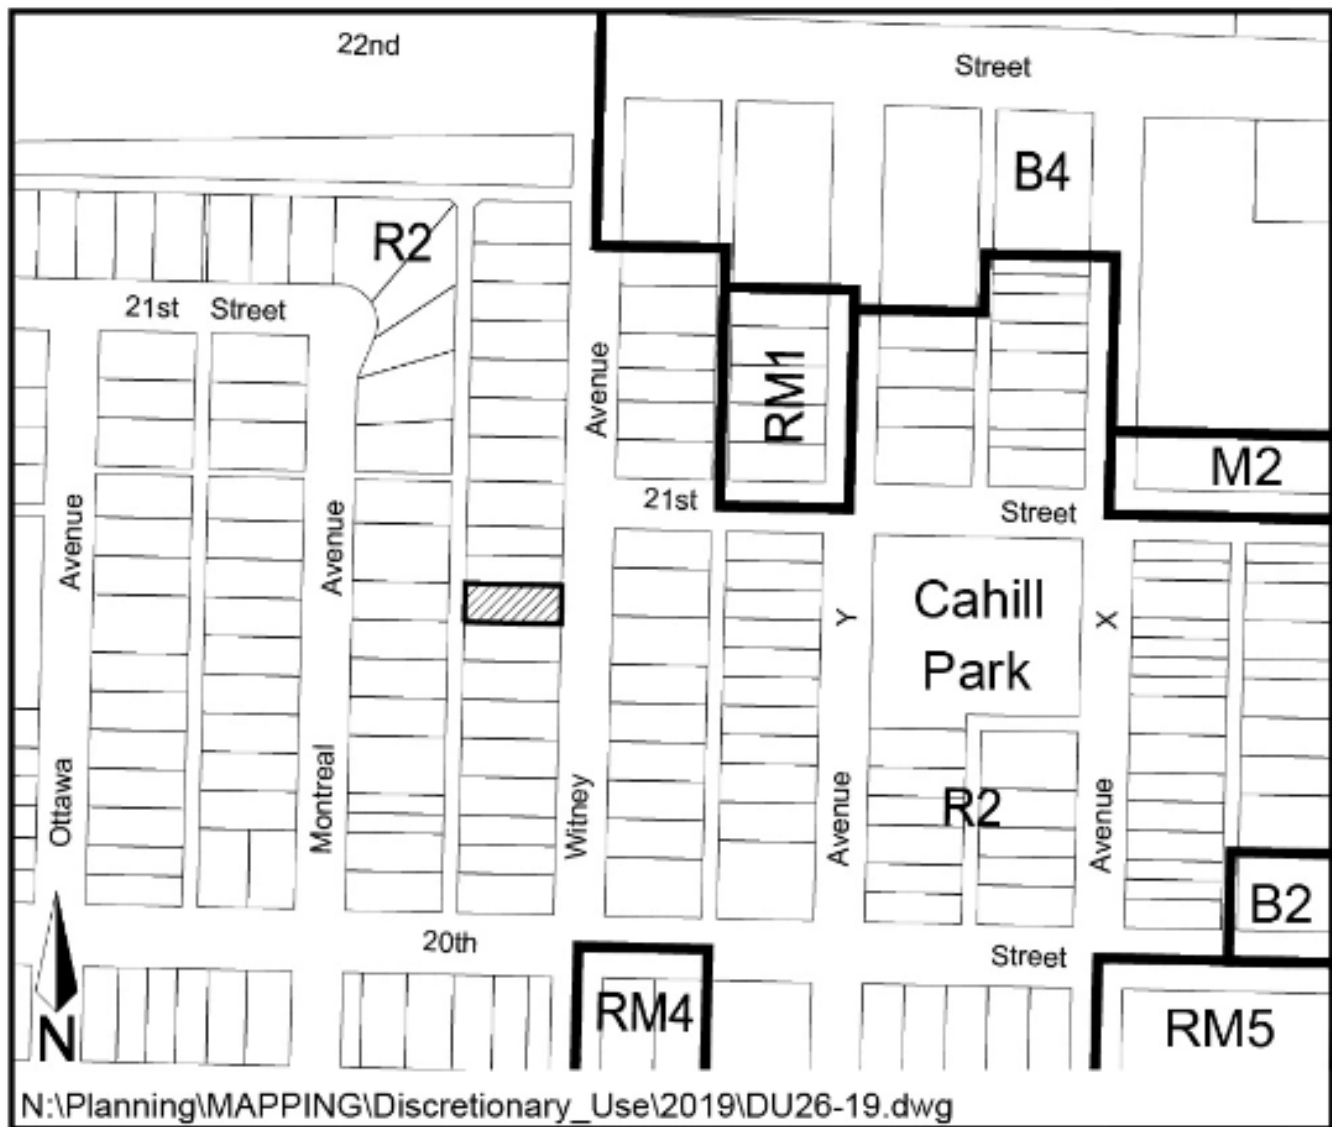 22nd
Street
B4
R2
21st Street
Avenue
RM1
M2
21st
Street
Avenue
Avenue
Cahill
Park
Y
X
Ottawa
Montreal
Witney
Avenue
R2
Avenue
B2
20th
Street
RM4
RM5
N
N:\Planning\MAPPING\Discretionary_Use\2019\DU26-19.dwg